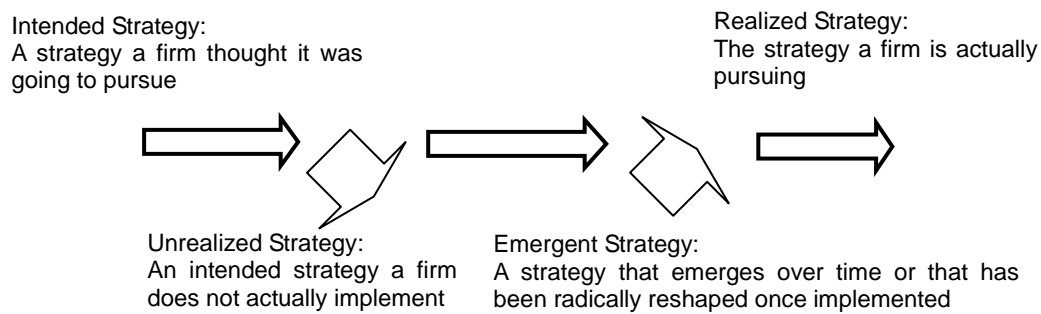 Intended Strategy:
A strategy a firm thought it was
going to pursue
Realized Strategy:
The strategy a firm is actually
pursuing
Unrealized Strategy:
An intended strategy a firm
does not actually implement
Emergent Strategy:
A strategy that emerges over time or that has
been radically reshaped once implemented